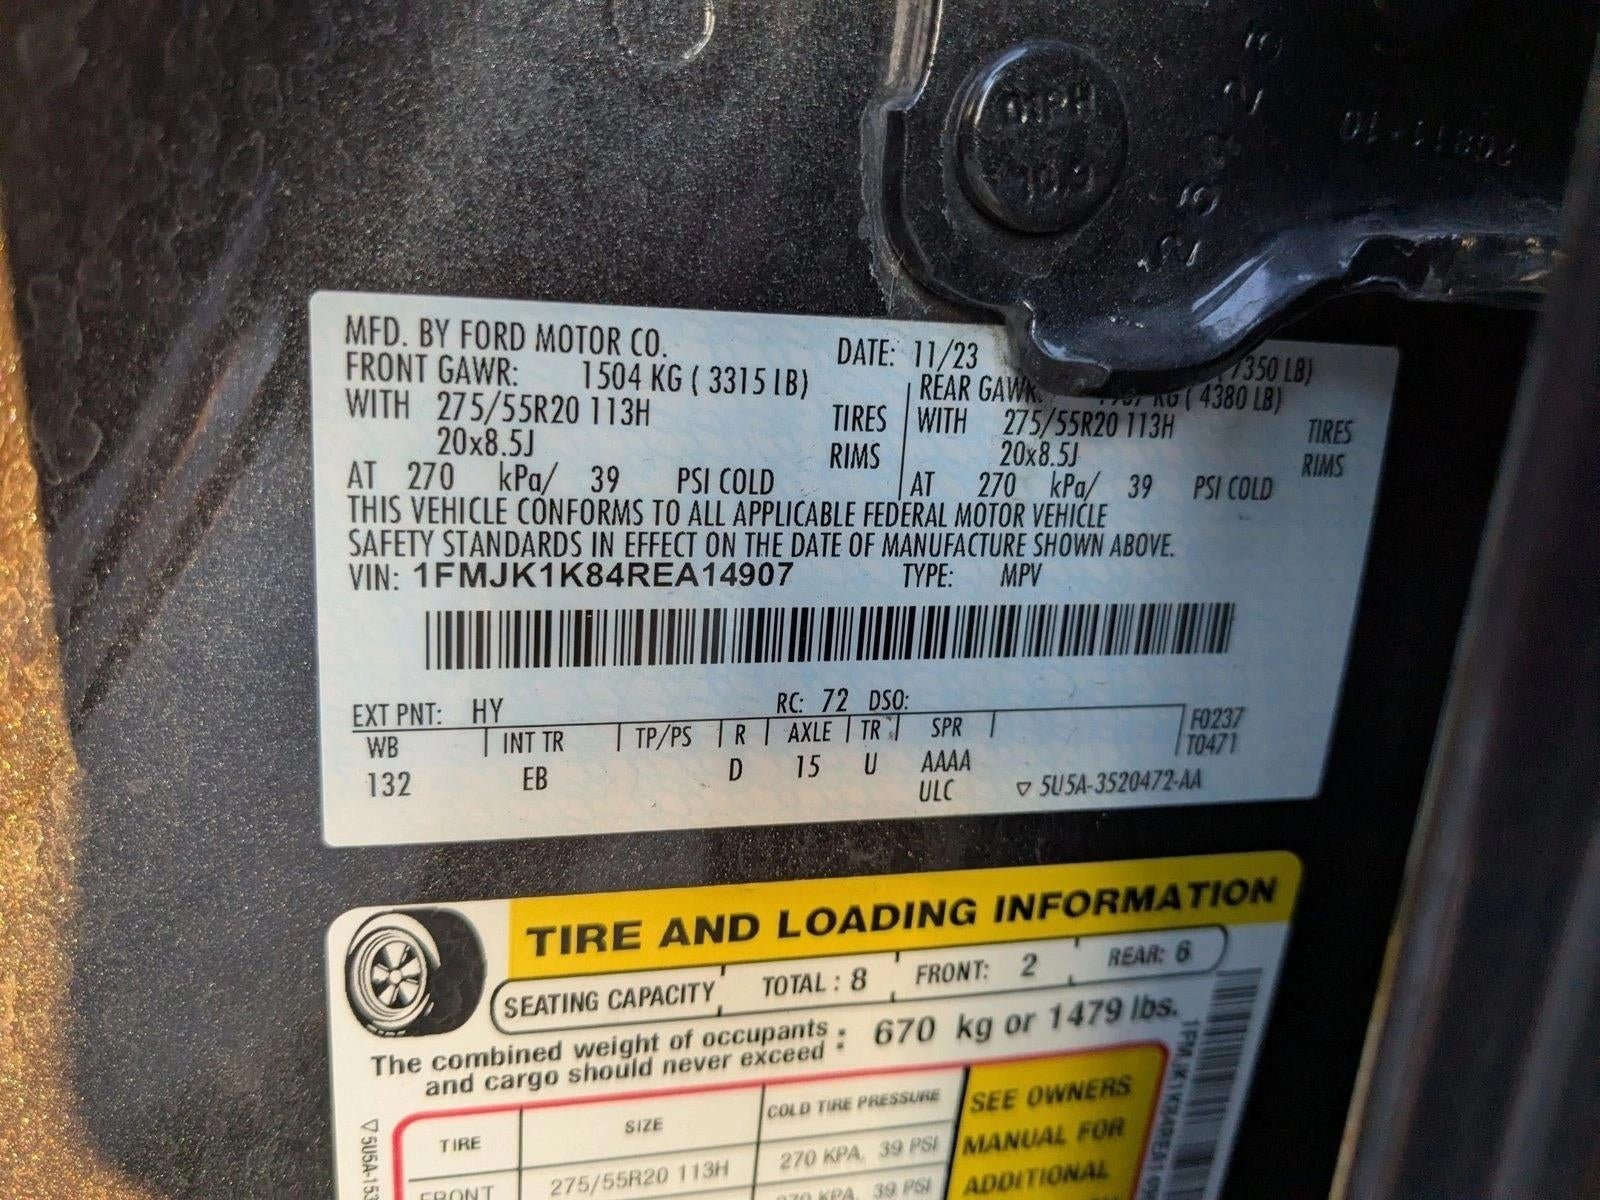 MFD. BY FORD MOTOR CO.
DATE: 11/23
7350 LB)
FRONT GAWR: 1504 KG ( 3315 LB)
REAR GAWR: KG ( 4380 LB)
WITH 275/55R20 113H TIRES
WITH 275/55R20 113H TIRES
20x8.5J RIMS
20x8.5J RIMS
AT 270 kPa/ 39 PSI COLD
AT 270 kPa/ 39 PSI COLD
THIS VEHICLE CONFORMS TO ALL APPLICABLE FEDERAL MOTOR VEHICLE
SAFETY STANDARDS IN EFFECT ON THE DATE OF MANUFACTURE SHOWN ABOVE.
VIN: 1FMJK1K84REA14907 TYPE: MPV
EXT PNT: HY RC: 72 DSO:
WB INT TR TP/PS R AXLE TR SPR
F0237
T0471
132 EB D 15 U AAAA
ULC ▽ 5U5A-3520472-AA
TIRE AND LOADING INFORMATION
SEATING CAPACITY TOTAL : 8 FRONT: 2 REAR: 6
The combined weight of occupants and cargo should never exceed : 670 kg or 1479 lbs.
TIRE SIZE COLD TIRE PRESSURE
FRONT 275/55R20 113H 270 KPA, 39 PSI
270 KPA, 39 PSI
SEE OWNERS
MANUAL FOR
ADDITIONAL
▽ 5U5A-153